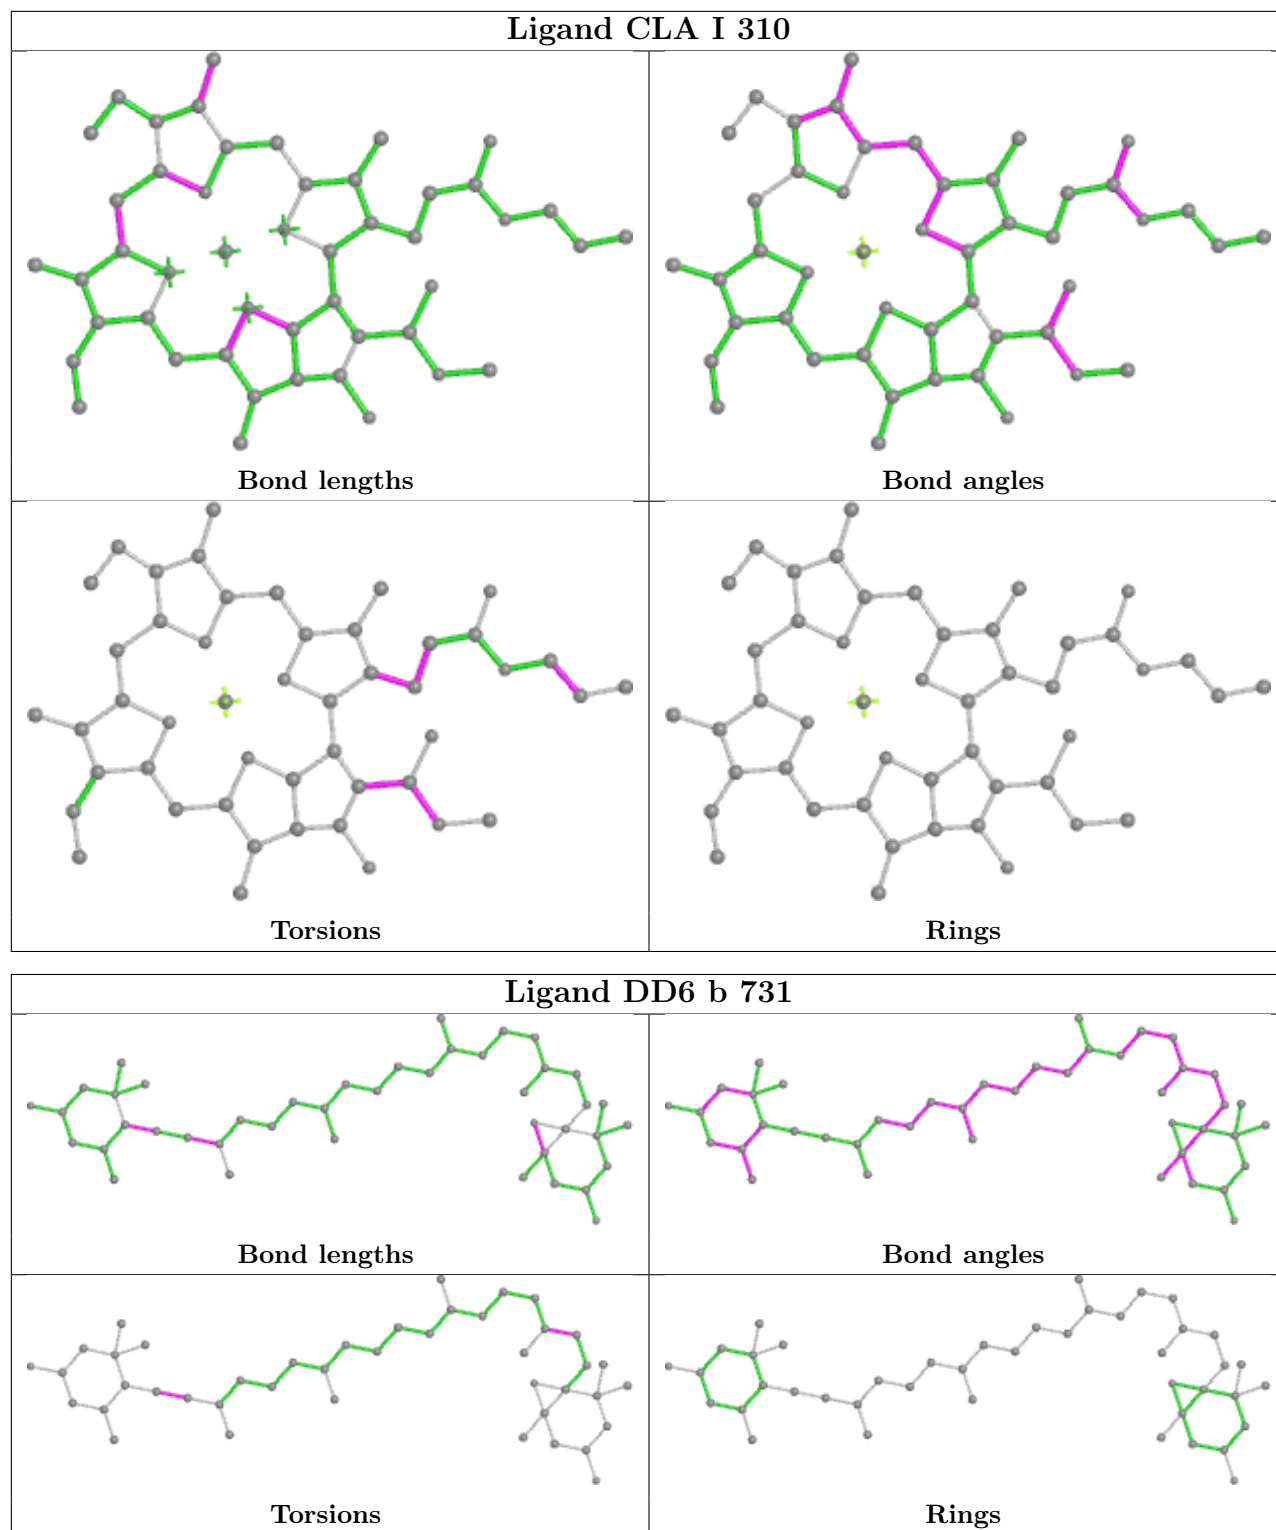 Ligand CLA I 310
Bond lengths
Bond angles
Torsions
Rings
Ligand DD6 b 731
Bond lengths
Bond angles
Torsions
Rings